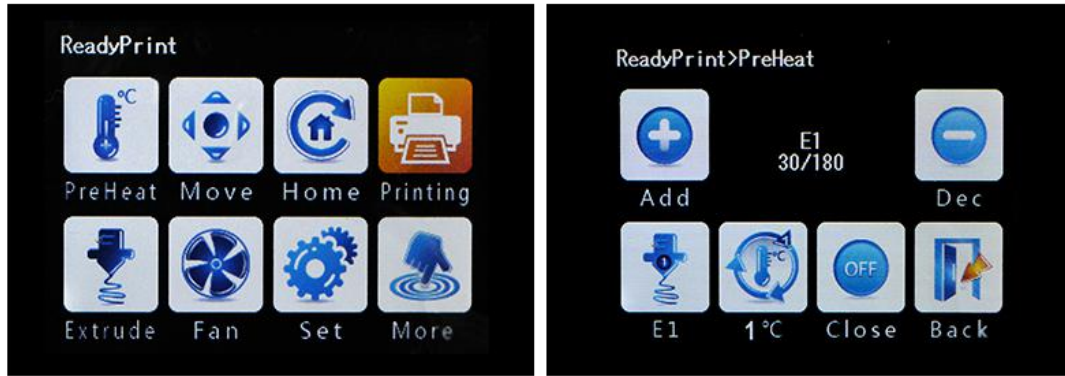 ReadyPrint
°C
PreHeat Move Home Printing
Extrude Fan Set More
ReadyPrint>PreHeat
E1
30/180
Add Dec
1 °C OFF
E1 1 °C Close Back